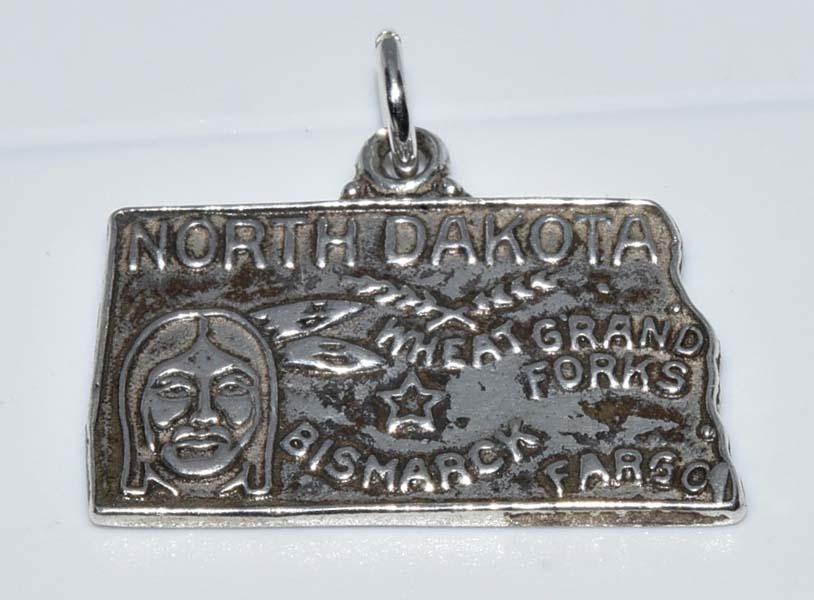 NORTH DAKOTA
WHEAT
GRAND
FORKS
BISMARCK
FARGO